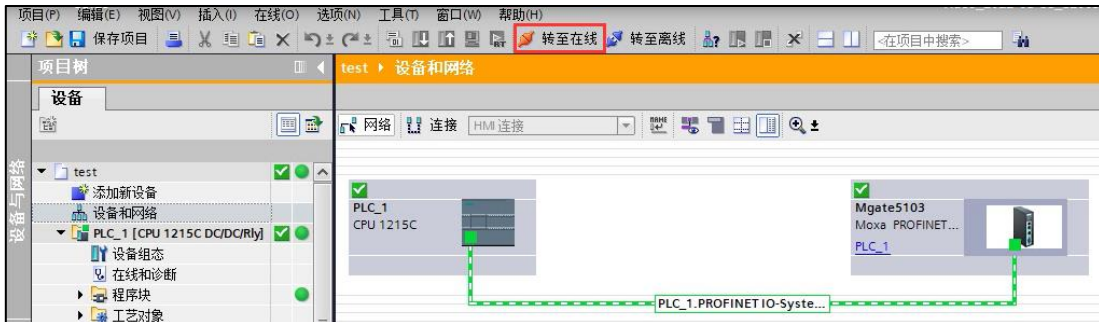 项目(P) 编辑(E) 视图(V) 插入(I) 在线(O) 选项(N) 工具(T) 窗口(W) 帮助(H)
保存项目 转至在线 转至离线 <在项目中搜索>
项目树
test 设备和网络
设备
网络 连接 HMI 连接
设备与网络
test
添加新设备
设备和网络
PLC_1 [CPU 1215C DC/DC/Rly]
设备组态
在线和诊断
程序块
工艺对象
PLC_1
CPU 1215C
Mgate5103
Moxa PROFINET...
PLC_1
PLC_1.PROFINET IO-Syste...